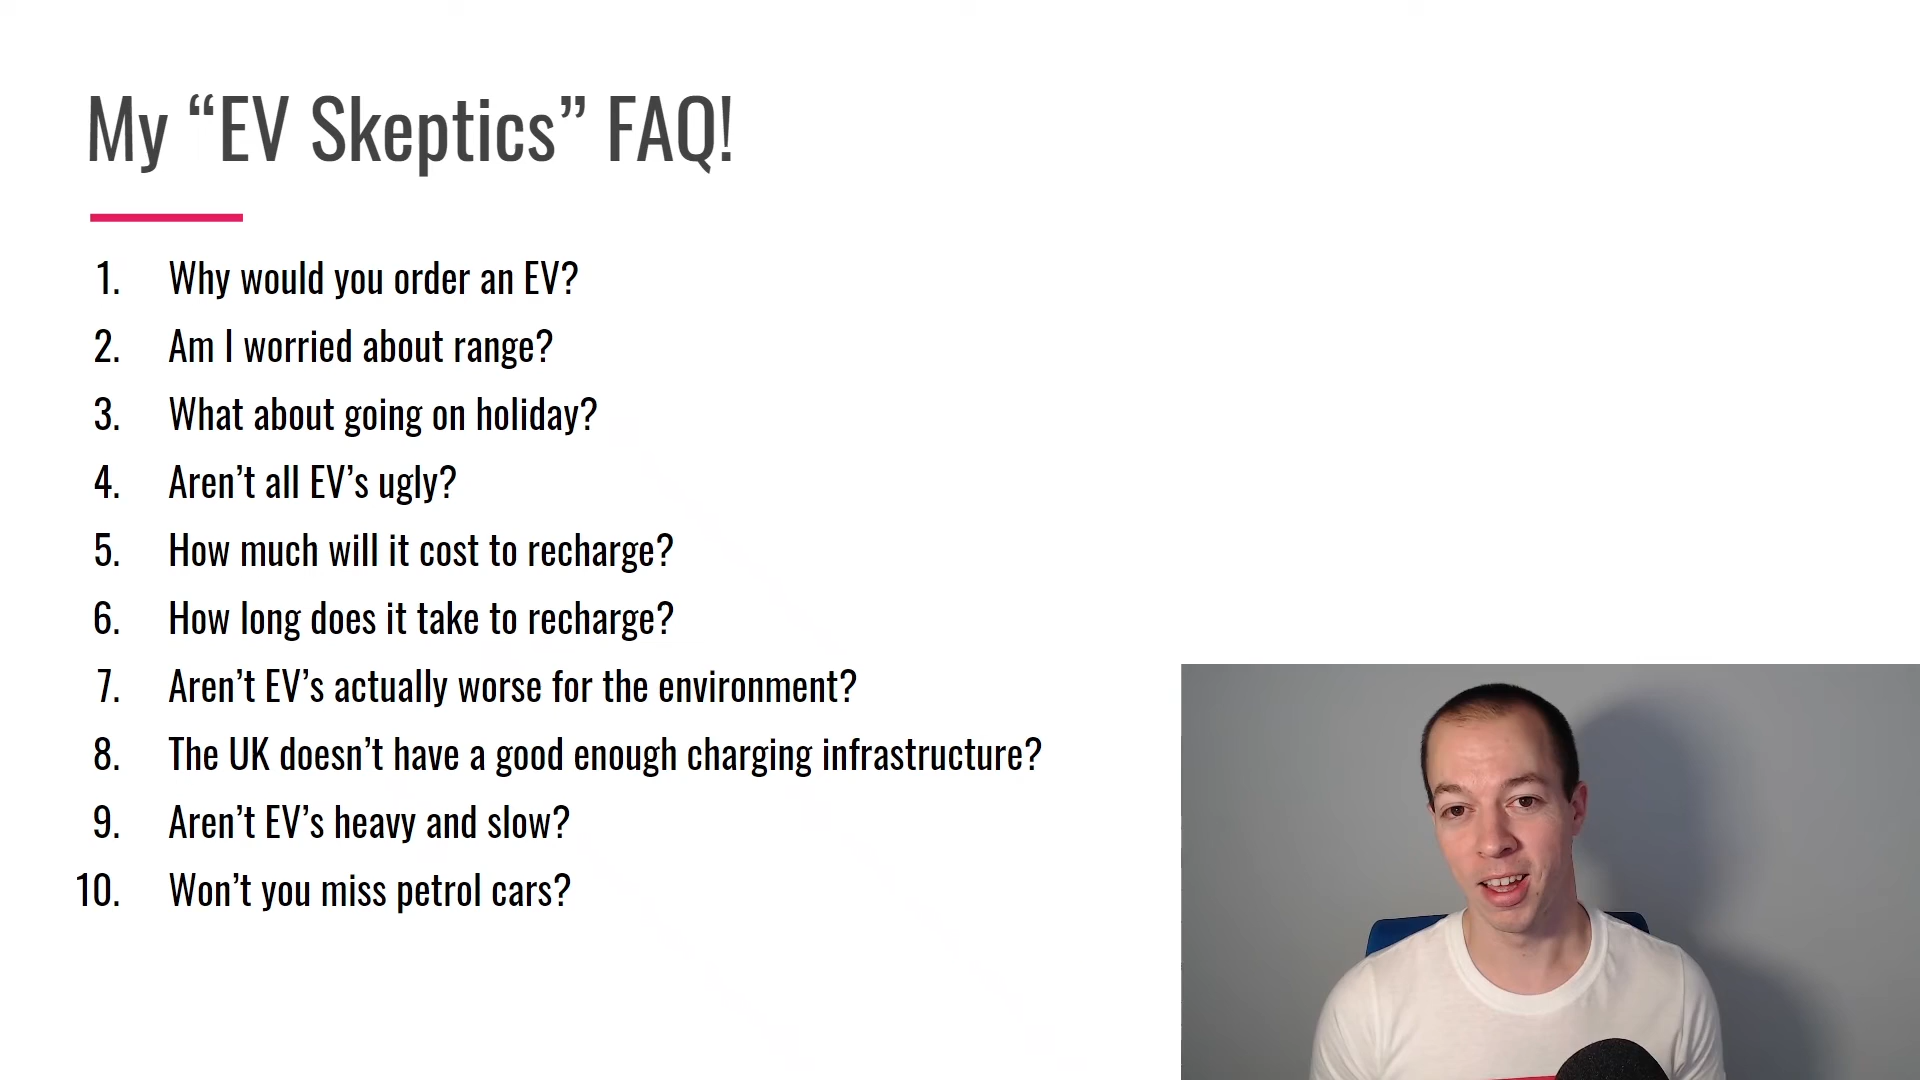 My “EV Skeptics” FAQ!
1. Why would you order an EV?
2. Am I worried about range?
3. What about going on holiday?
4. Aren’t all EV’s ugly?
5. How much will it cost to recharge?
6. How long does it take to recharge?
7. Aren’t EV’s actually worse for the environment?
8. The UK doesn’t have a good enough charging infrastructure?
9. Aren’t EV’s heavy and slow?
10. Won’t you miss petrol cars?